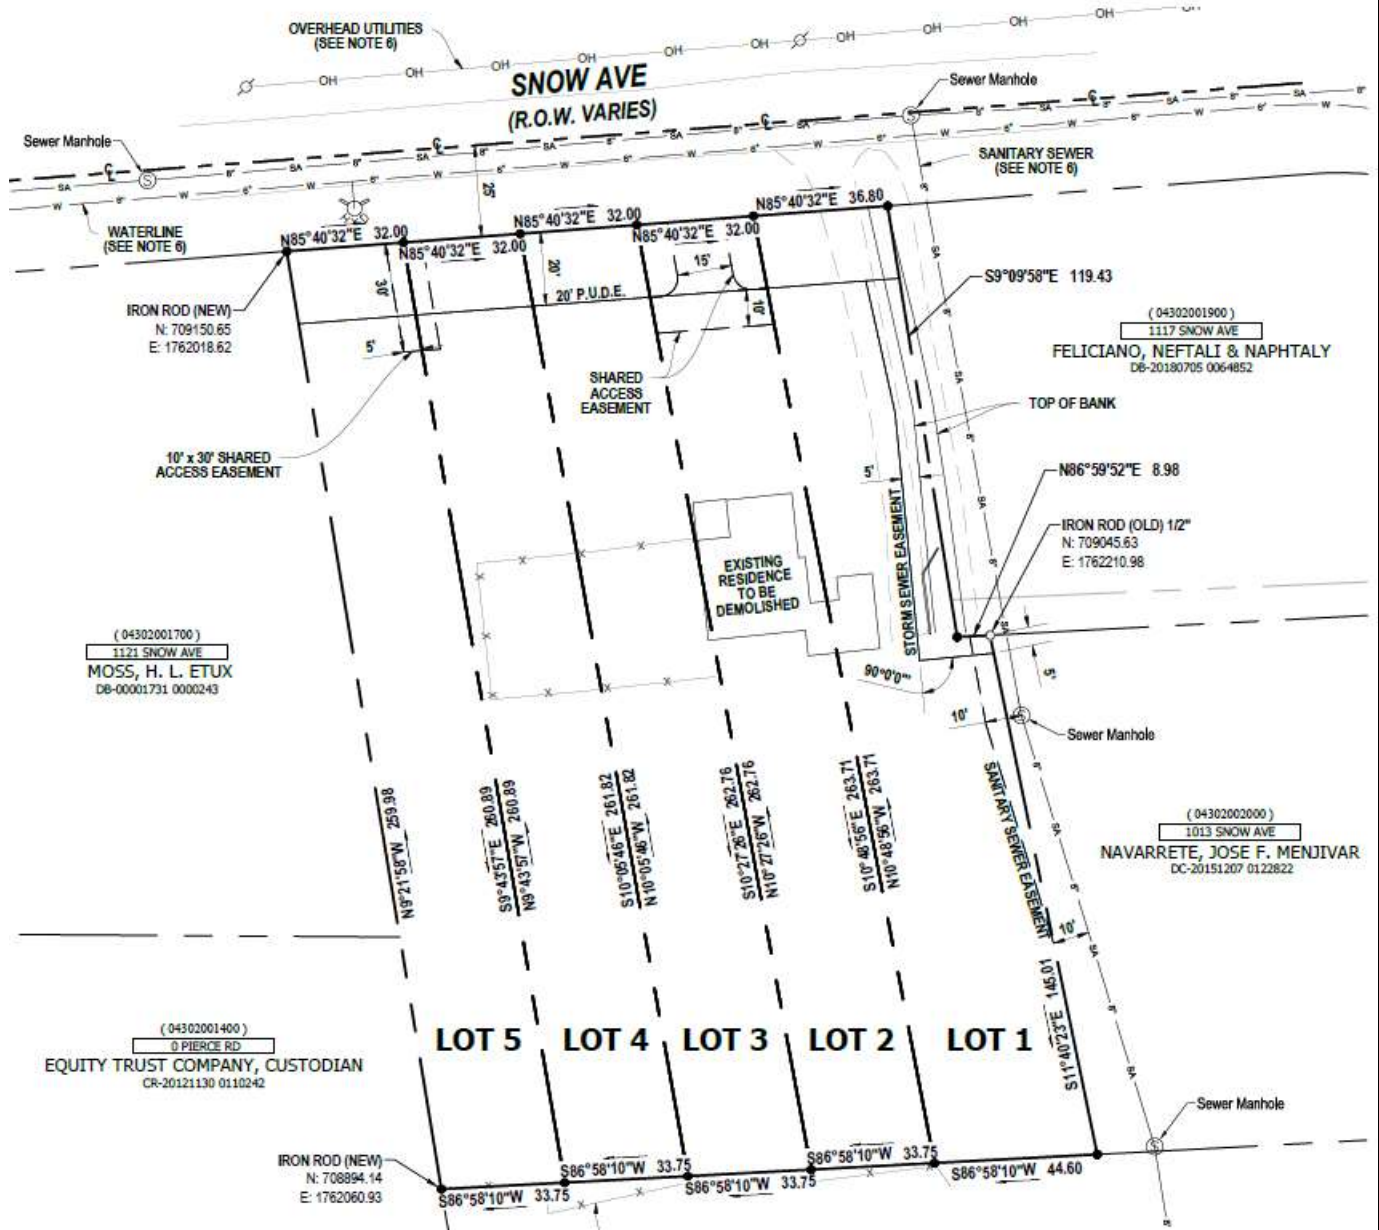 OVERHEAD UTILITIES
(SEE NOTE 6)
OH OH OH OH OH OH OH OH OH OH
SNOW AVE
(R.O.W. VARIES)
Sewer Manhole
Sewer Manhole
SANITARY SEWER
(SEE NOTE 6)
WATERLINE
(SEE NOTE 6)
25'
N85°40'32"E 32.00
N85°40'32"E 32.00
N85°40'32"E 32.00
N85°40'32"E 32.00
N85°40'32"E 36.80
IRON ROD (NEW)
N: 709150.65
E: 1762018.62
30'
20'
15'
10'
5'
20' P.U.D.E.
S9°09'58"E 119.43
( 04302001900 )
1117 SNOW AVE
FELICIANO, NEFTALI & NAPHTALY
DB-20180705 0064852
SHARED
ACCESS
EASEMENT
TOP OF BANK
10' x 30' SHARED
ACCESS EASEMENT
5'
N86°59'52"E 8.98
IRON ROD (OLD) 1/2"
N: 709045.63
E: 1762210.98
STORM SEWER EASEMENT
EXISTING
RESIDENCE
TO BE
DEMOLISHED
( 04302001700 )
1121 SNOW AVE
MOSS, H. L. ETUX
DB-00001731 0000243
90°0'0"
5'
10'
Sewer Manhole
SANITARY SEWER EASEMENT
N9°21'58"W 259.98
S9°43'57"E 260.89
N9°43'57"W 260.89
S10°05'46"E 261.82
N10°05'46"W 261.82
S10°27'26"E 262.76
N10°27'26"W 262.76
S10°48'56"E 263.71
N10°48'56"W 263.71
( 04302002000 )
1013 SNOW AVE
NAVARRETE, JOSE F. MENJIVAR
DC-20151207 0122822
10'
S11°40'23"E 145.01
( 04302001400 )
0 PIERCE RD
EQUITY TRUST COMPANY, CUSTODIAN
CR-20121130 0110242
LOT 5 LOT 4 LOT 3 LOT 2 LOT 1
Sewer Manhole
IRON ROD (NEW)
N: 708894.14
E: 1762060.93
S86°58'10"W 33.75
S86°58'10"W 33.75
S86°58'10"W 33.75
S86°58'10"W 33.75
S86°58'10"W 44.60